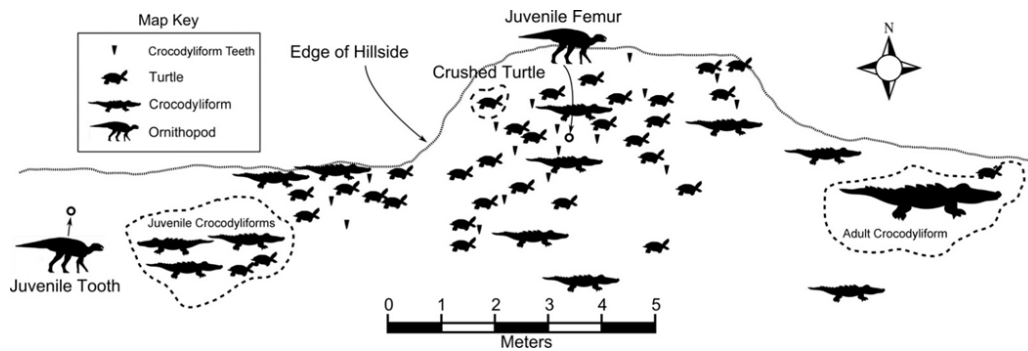 Map Key
Crocodyliform Teeth
Turtle
Crocodyliform
Ornithopod
Edge of Hillside
Juvenile Femur
Crushed Turtle
N
Juvenile Crocodyliforms
Juvenile Tooth
Adult Crocodyliform
0 1 2 3 4 5
Meters